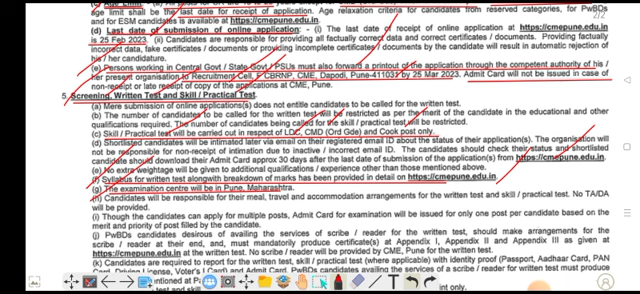 age limit shall be the last date for receipt of application. Age relaxation criteria for candidates from reserved categories, for PwBDs
and for ESM candidates is available at https://cmepune.edu.in.
2/2
(d) Last date of submission of online application: - (i) The last date of receipt of online application at https://cmepune.edu.in
is 25 Feb 2023. (ii) Candidates are responsible for providing all factually correct data and correct certificates / documents. Providing factually
incorrect data, fake certificates / documents or providing incomplete certificates / documents by the candidate will result in automatic rejection of
his / her candidature.
(e) Persons working in Central Govt / State Govt / PSUs must also forward a printout of the application through the competent authority of his /
her present organisation to Recruitment Cell, CBRNP, CME, Dapodi, Pune-411031 by 25 Mar 2023. Admit Card will not be issued in case of
non-receipt or late receipt of the application copy at CME, Pune.
5. Screening, Written Test and Skill / Practical Test.
(a) Mere submission of online application(s) does not entitle candidates to be called for the written test.
(b) The number of candidates to be called for the written test will be restricted as per the merit of the candidate in the educational and other
qualifications required. The number of candidates being called for the skill / practical test will be restricted.
(c) Skill / Practical Test will be carried out in respect of LDC, CMD (Ord Gde) and Cook post only.
(d) Shortlisted candidates will be intimated later via email on their registered email ID about the status of their application(s). The organisation will
not be responsible for non-receipt of intimation due to inactive / incorrect email ID. The candidates should check their status and shortlisted
candidate should download their Admit Card approx 30 days after the last date of submission of the application(s) from https://cmepune.edu.in.
(e) No extra weightage will be given to additional qualifications / experience other than those mentioned above.
(f) Syllabus for written test alongwith breakdown of marks has been provided in detail on https://cmepune.edu.in.
(g) The examination centre will be in Pune, Maharashtra.
(h) Candidates will be responsible for their meal, travel and accommodation arrangements for the written test and skill / practical test. No TA/DA
will be provided.
(i) Though the candidates can apply for multiple posts, Admit Card for examination will be issued for only one post per candidate based on the
merit and priority of post filled by the candidate.
(j) PwBDs candidates desirous of availing the services of scribe / reader for the written test, should make arrangements for the
scribe / reader at their end, and, must mandatorily produce certificate(s) at Appendix I, Appendix II and Appendix III as given at
https://cmepune.edu.in at the written test. No scribe / reader will be provided by CME, Pune for the written test.
(k) Candidates are required to report for the written test, skill / practical test (where applicable) with identity proof (Passport, Aadhaar Card, PAN
Card, Driving License, Voter's I Card) and Admit Card. PwBDs candidates availing the services of a scribe / reader for written test must produce